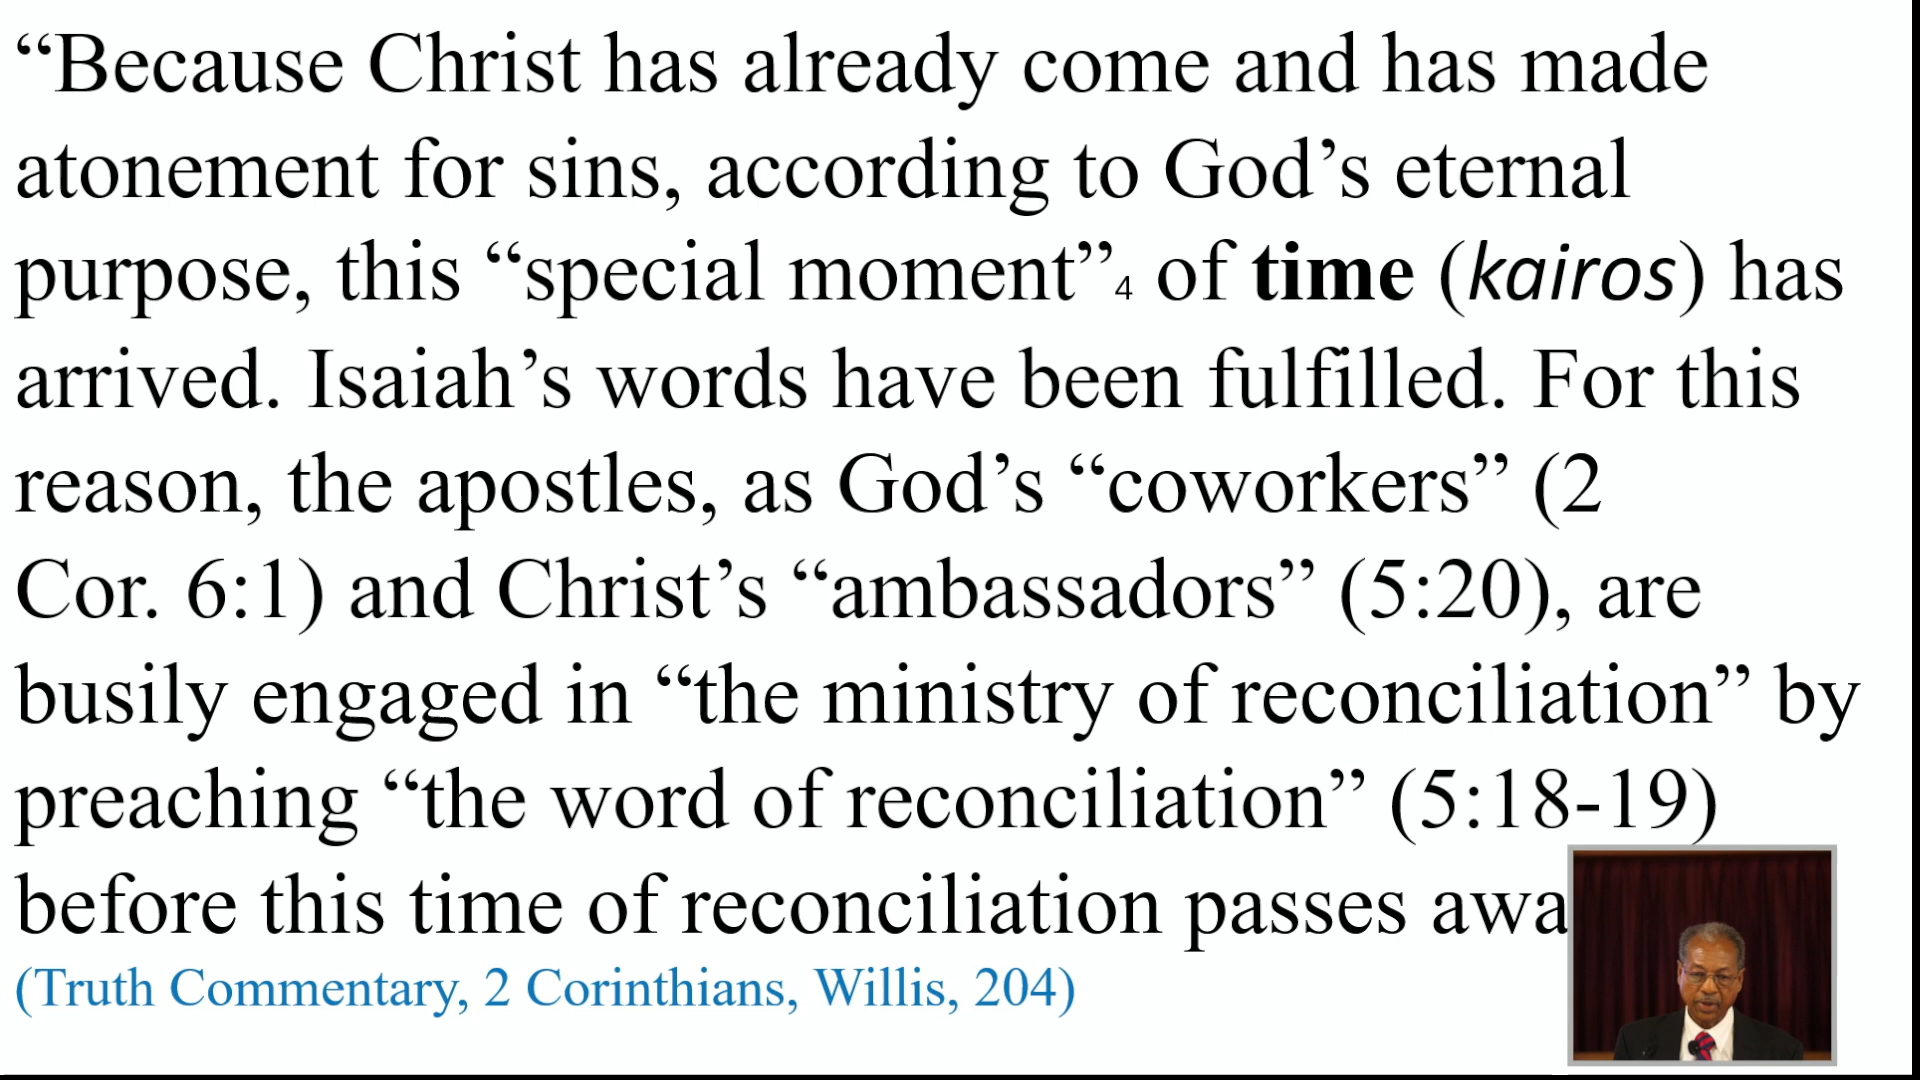 “Because Christ has already come and has made
atonement for sins, according to God’s eternal
purpose, this “special moment”₄ of time (kairos) has
arrived. Isaiah’s words have been fulfilled. For this
reason, the apostles, as God’s “coworkers” (2
Cor. 6:1) and Christ’s “ambassadors” (5:20), are
busily engaged in “the ministry of reconciliation” by
preaching “the word of reconciliation” (5:18-19)
before this time of reconciliation passes awa
(Truth Commentary, 2 Corinthians, Willis, 204)